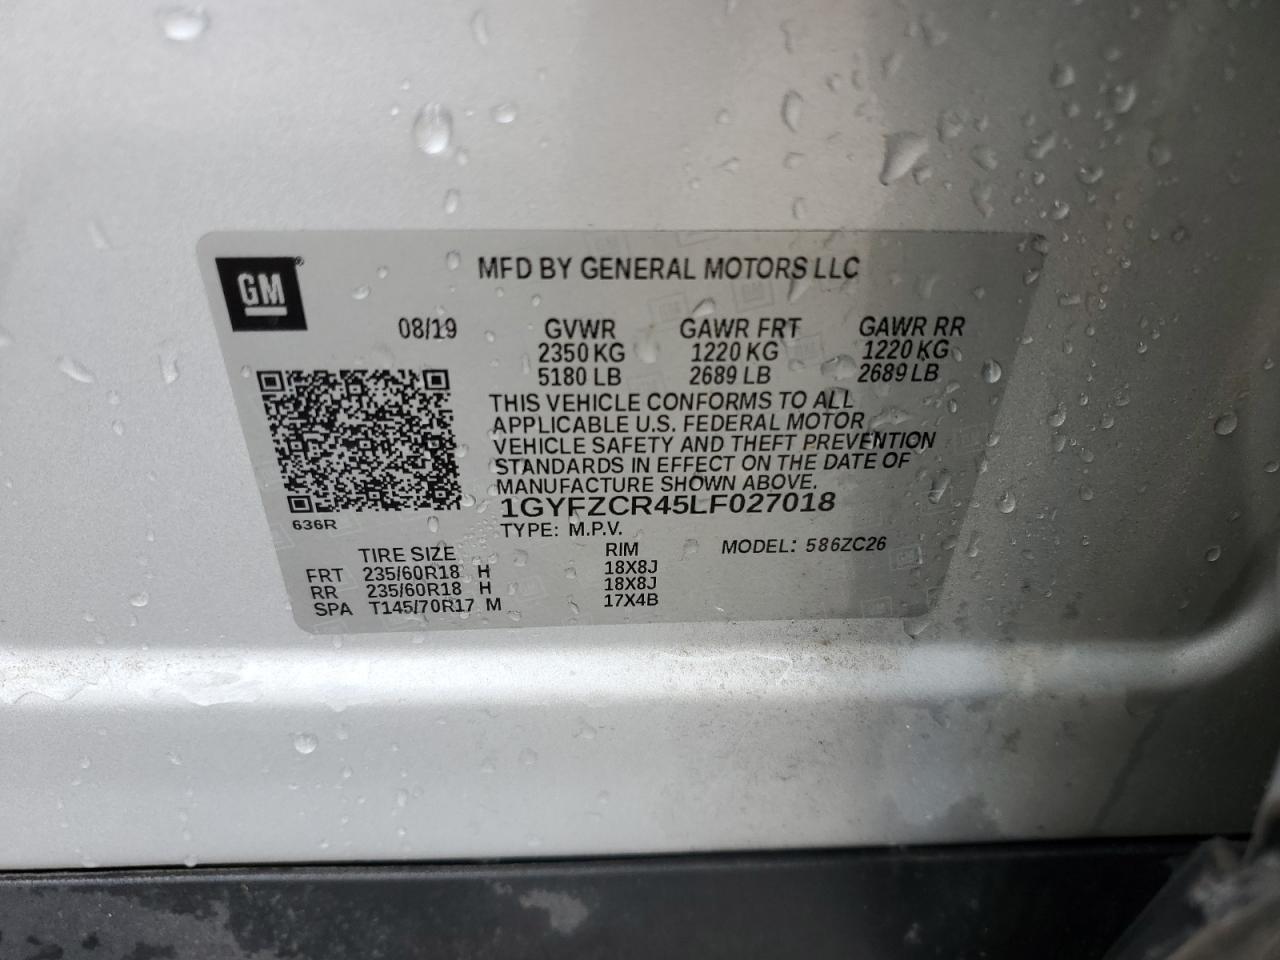 GM
MFD BY GENERAL MOTORS LLC
08/19 GVWR GAWR FRT GAWR RR
2350 KG 1220 KG 1220 KG
5180 LB 2689 LB 2689 LB
THIS VEHICLE CONFORMS TO ALL
APPLICABLE U.S. FEDERAL MOTOR
VEHICLE SAFETY AND THEFT PREVENTION
STANDARDS IN EFFECT ON THE DATE OF
MANUFACTURE SHOWN ABOVE.
1GYFZCR45LF027018
636R
TYPE: M.P.V. MODEL: 586ZC26
TIRE SIZE RIM
FRT 235/60R18 H 18X8J
RR 235/60R18 H 18X8J
SPA T145/70R17 M 17X4B